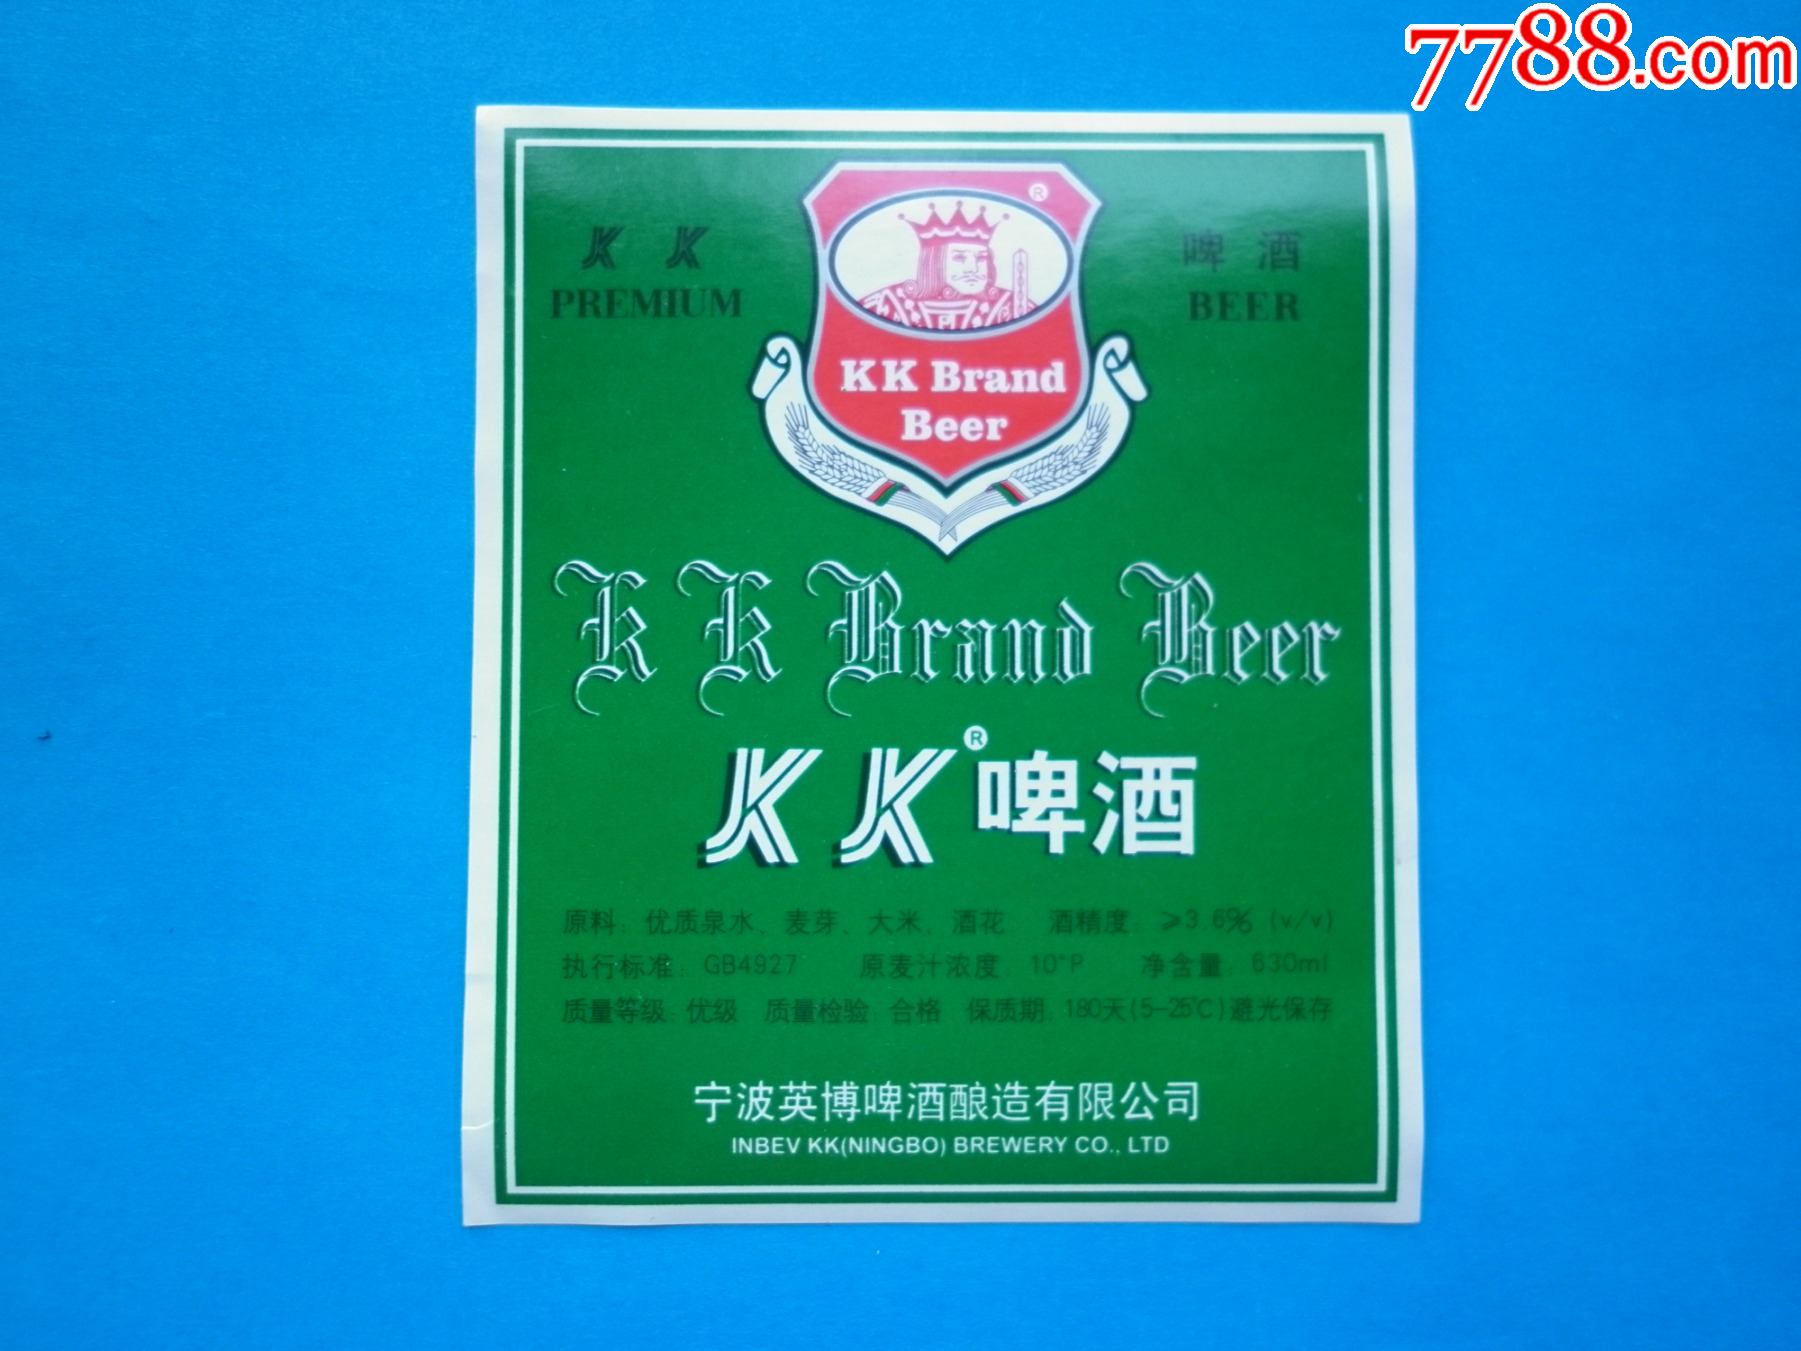 7788.com
®
K K 啤 酒
PREMIUM BEER
KK Brand
Beer
KK Brand Beer
KK®啤酒
原料：优质泉水、麦芽、大米、酒花 酒精度：≥3.6%（v/v）
执行标准：GB4927 原麦汁浓度：10°P 净含量：630ml
质量等级：优级 质量检验：合格 保质期：180天（5—25℃）避光保存
宁波英博啤酒酿造有限公司
INBEV KK(NINGBO) BREWERY CO., LTD